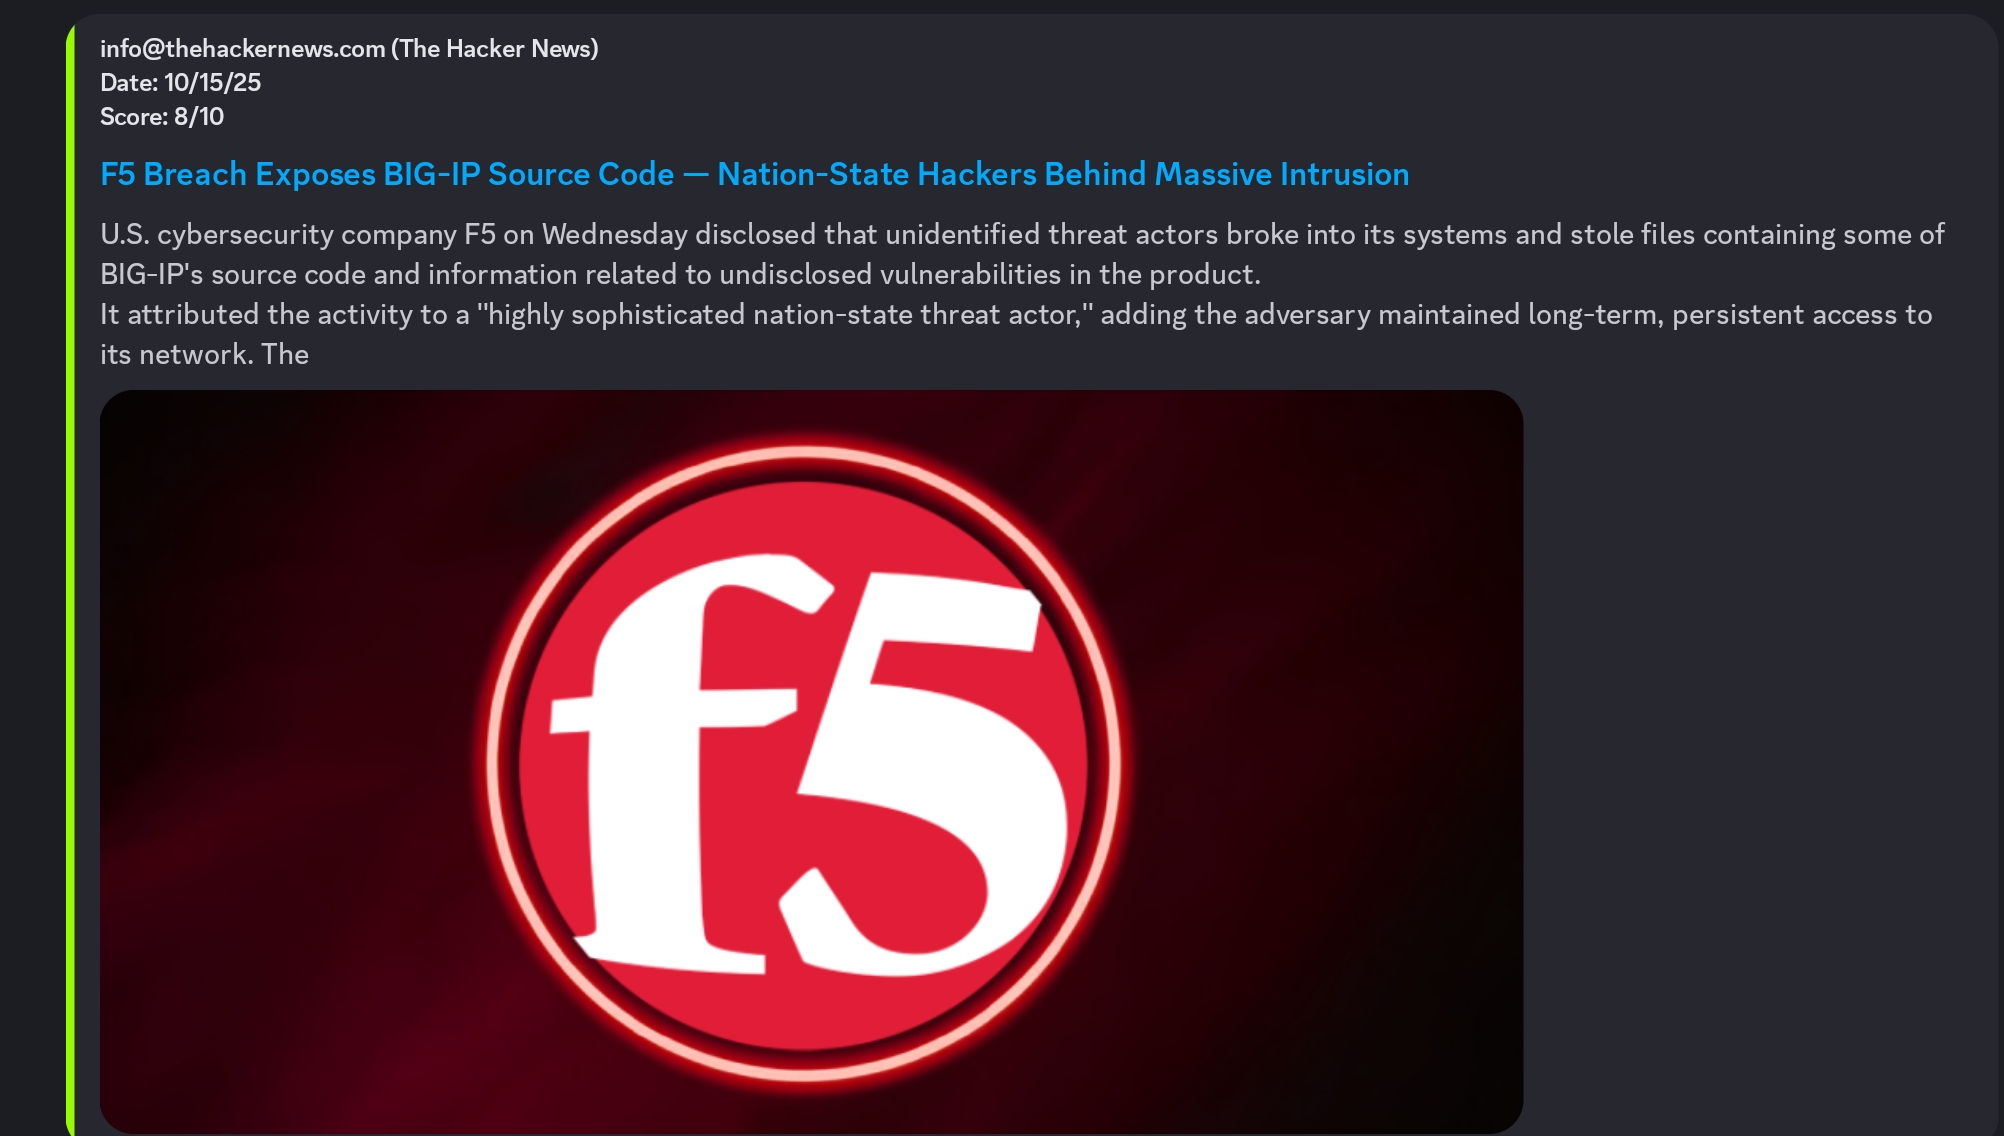 info@thehackernews.com (The Hacker News)
Date: 10/15/25
Score: 8/10
F5 Breach Exposes BIG-IP Source Code — Nation-State Hackers Behind Massive Intrusion
U.S. cybersecurity company F5 on Wednesday disclosed that unidentified threat actors broke into its systems and stole files containing some of
BIG-IP's source code and information related to undisclosed vulnerabilities in the product.
It attributed the activity to a "highly sophisticated nation-state threat actor," adding the adversary maintained long-term, persistent access to
its network. The
f5